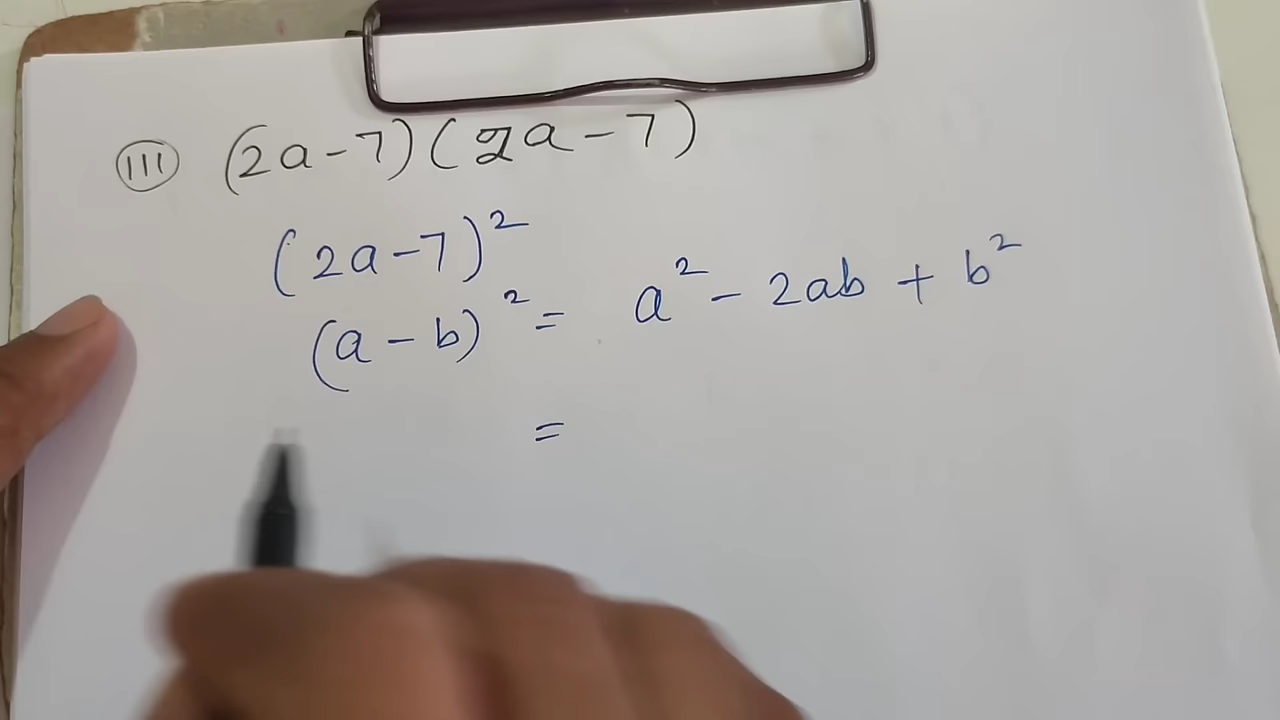 (III) (2a-7)(2a-7)
(2a-7)²
(a-b)² = a² - 2ab + b²
=